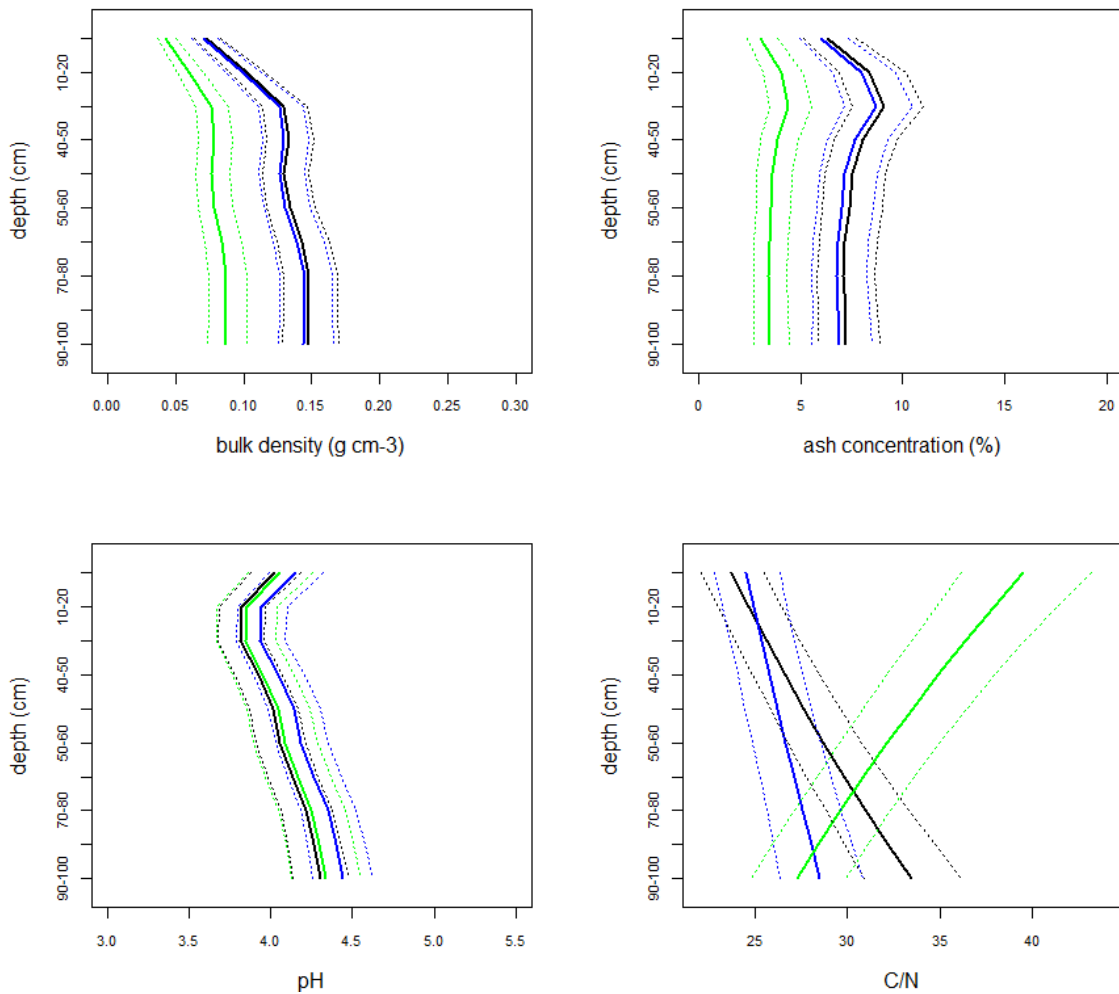 depth (cm)
10-20
40-50
50-60
70-80
90-100
0.00 0.05 0.10 0.15 0.20 0.25 0.30
bulk density (g cm-3)
depth (cm)
10-20
40-50
50-60
70-80
90-100
0 5 10 15 20
ash concentration (%)
depth (cm)
10-20
40-50
50-60
70-80
90-100
3.0 3.5 4.0 4.5 5.0 5.5
pH
depth (cm)
10-20
40-50
50-60
70-80
90-100
25 30 35 40
C/N